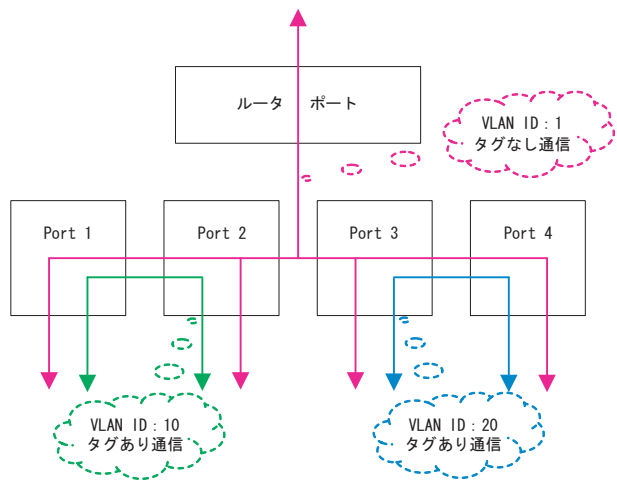 ルータ ポート
VLAN ID:1
タグなし通信
Port 1
Port 2
Port 3
Port 4
VLAN ID:10
タグあり通信
VLAN ID:20
タグあり通信